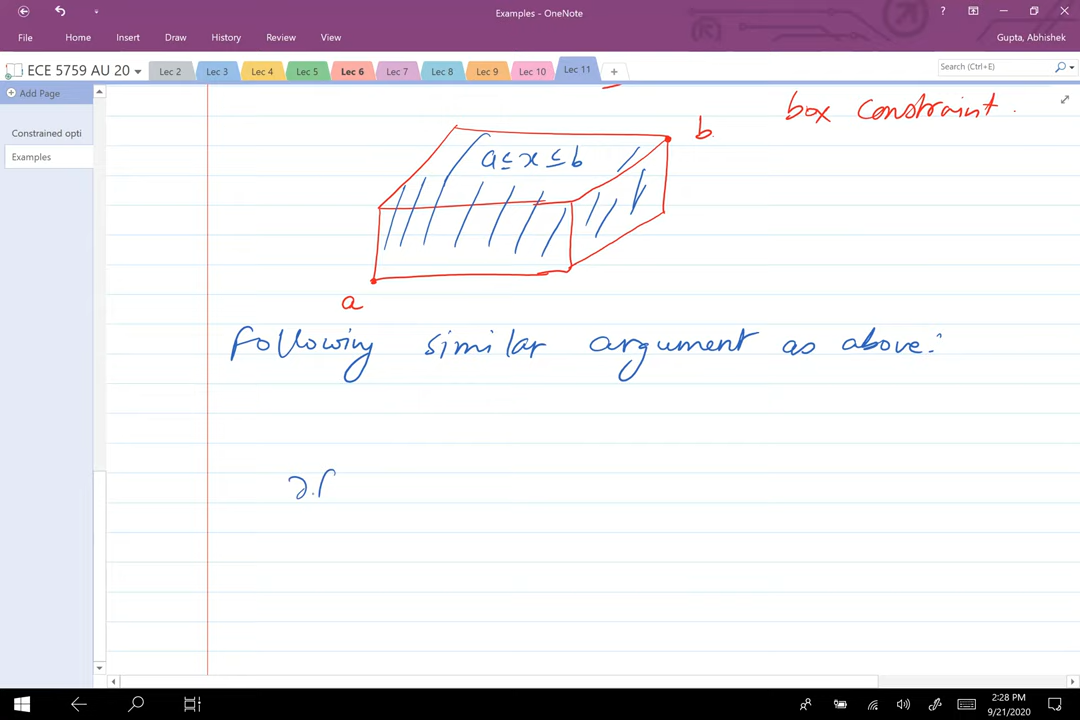 Examples - OneNote
?
Gupta, Abhishek
File Home Insert Draw History Review View
ECE 5759 AU 20
Lec 2 Lec 3 Lec 4 Lec 5 Lec 6 Lec 7 Lec 8 Lec 9 Lec 10 Lec 11 +
Search (Ctrl+E)
Add Page
Constrained opti
Examples
box constraint.
b
a ≤ x ≤ b
a
Following similar argument as above:
2:28 PM
9/21/2020